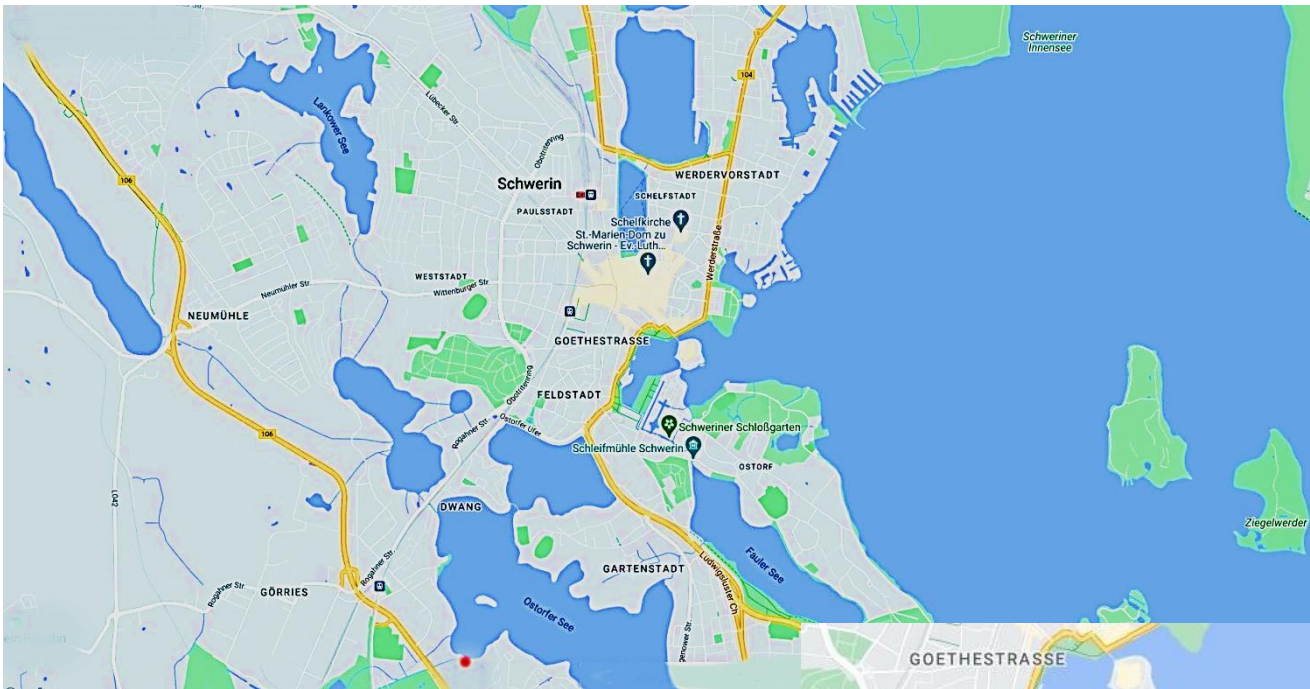 Schweriner
Innensee
104
Lankower See
Lübecker Str.
Obotritenring
WERDERVORSTADT
106
Schwerin
SCHELFSTADT
PAULSSTADT
Schelfkirche
St.-Marien-Dom zu
Schwerin - Ev.-Luth...
Werderstraße
WESTSTADT
Neumühler Str.
Wittenburger Str.
NEUMÜHLE
GOETHESTRASSE
Obotritenring
FELDSTADT
Rogahner Str.
Ostorfer Ufer
Schweriner Schloßgarten
106
Schleifmühle Schwerin
OSTORF
L042
DWANG
Ziegelwerder
Fauler See
Ludwigsluster Ch
Rogahner Str.
GARTENSTADT
Rogahner Str
GÖRRIES
Ostorfer See
genower Str.
GOETHESTRASSE